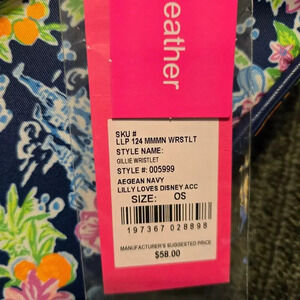 eather
SKU #
LLP 124 MMMN WRSTLT
STYLE NAME:
GILLIE WRISTLET
STYLE #: 005999
AEGEAN NAVY
LILLY LOVES DISNEY ACC
SIZE: OS
197367 028898
MANUFACTURER'S SUGGESTED PRICE
$58.00